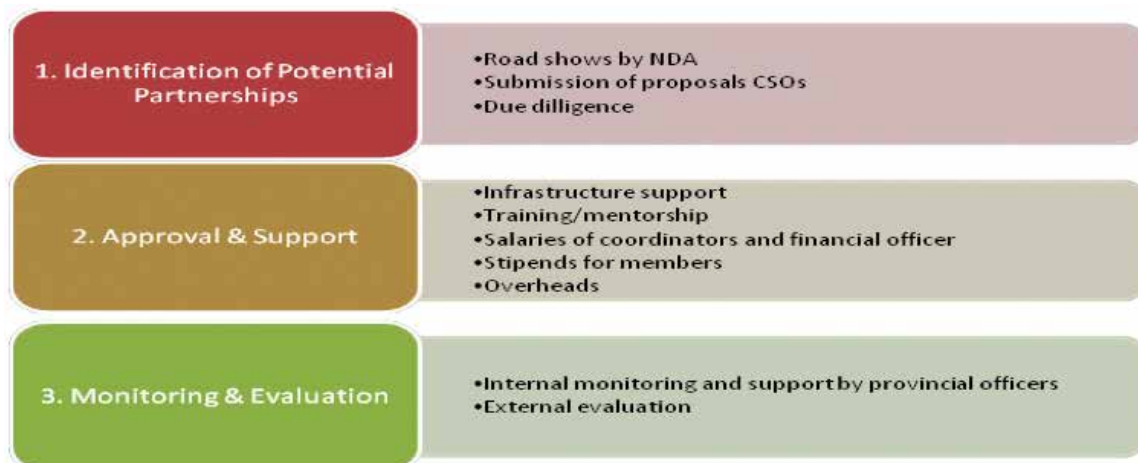 1. Identification of Potential
Partnerships
•Road shows by NDA
•Submission of proposals CSOs
•Due dilligence
2. Approval & Support
•Infrastructure support
•Training/mentorship
•Salaries of coordinators and financial officer
•Stipends for members
•Overheads
3. Monitoring & Evaluation
•Internal monitoring and support by provincial officers
•External evaluation